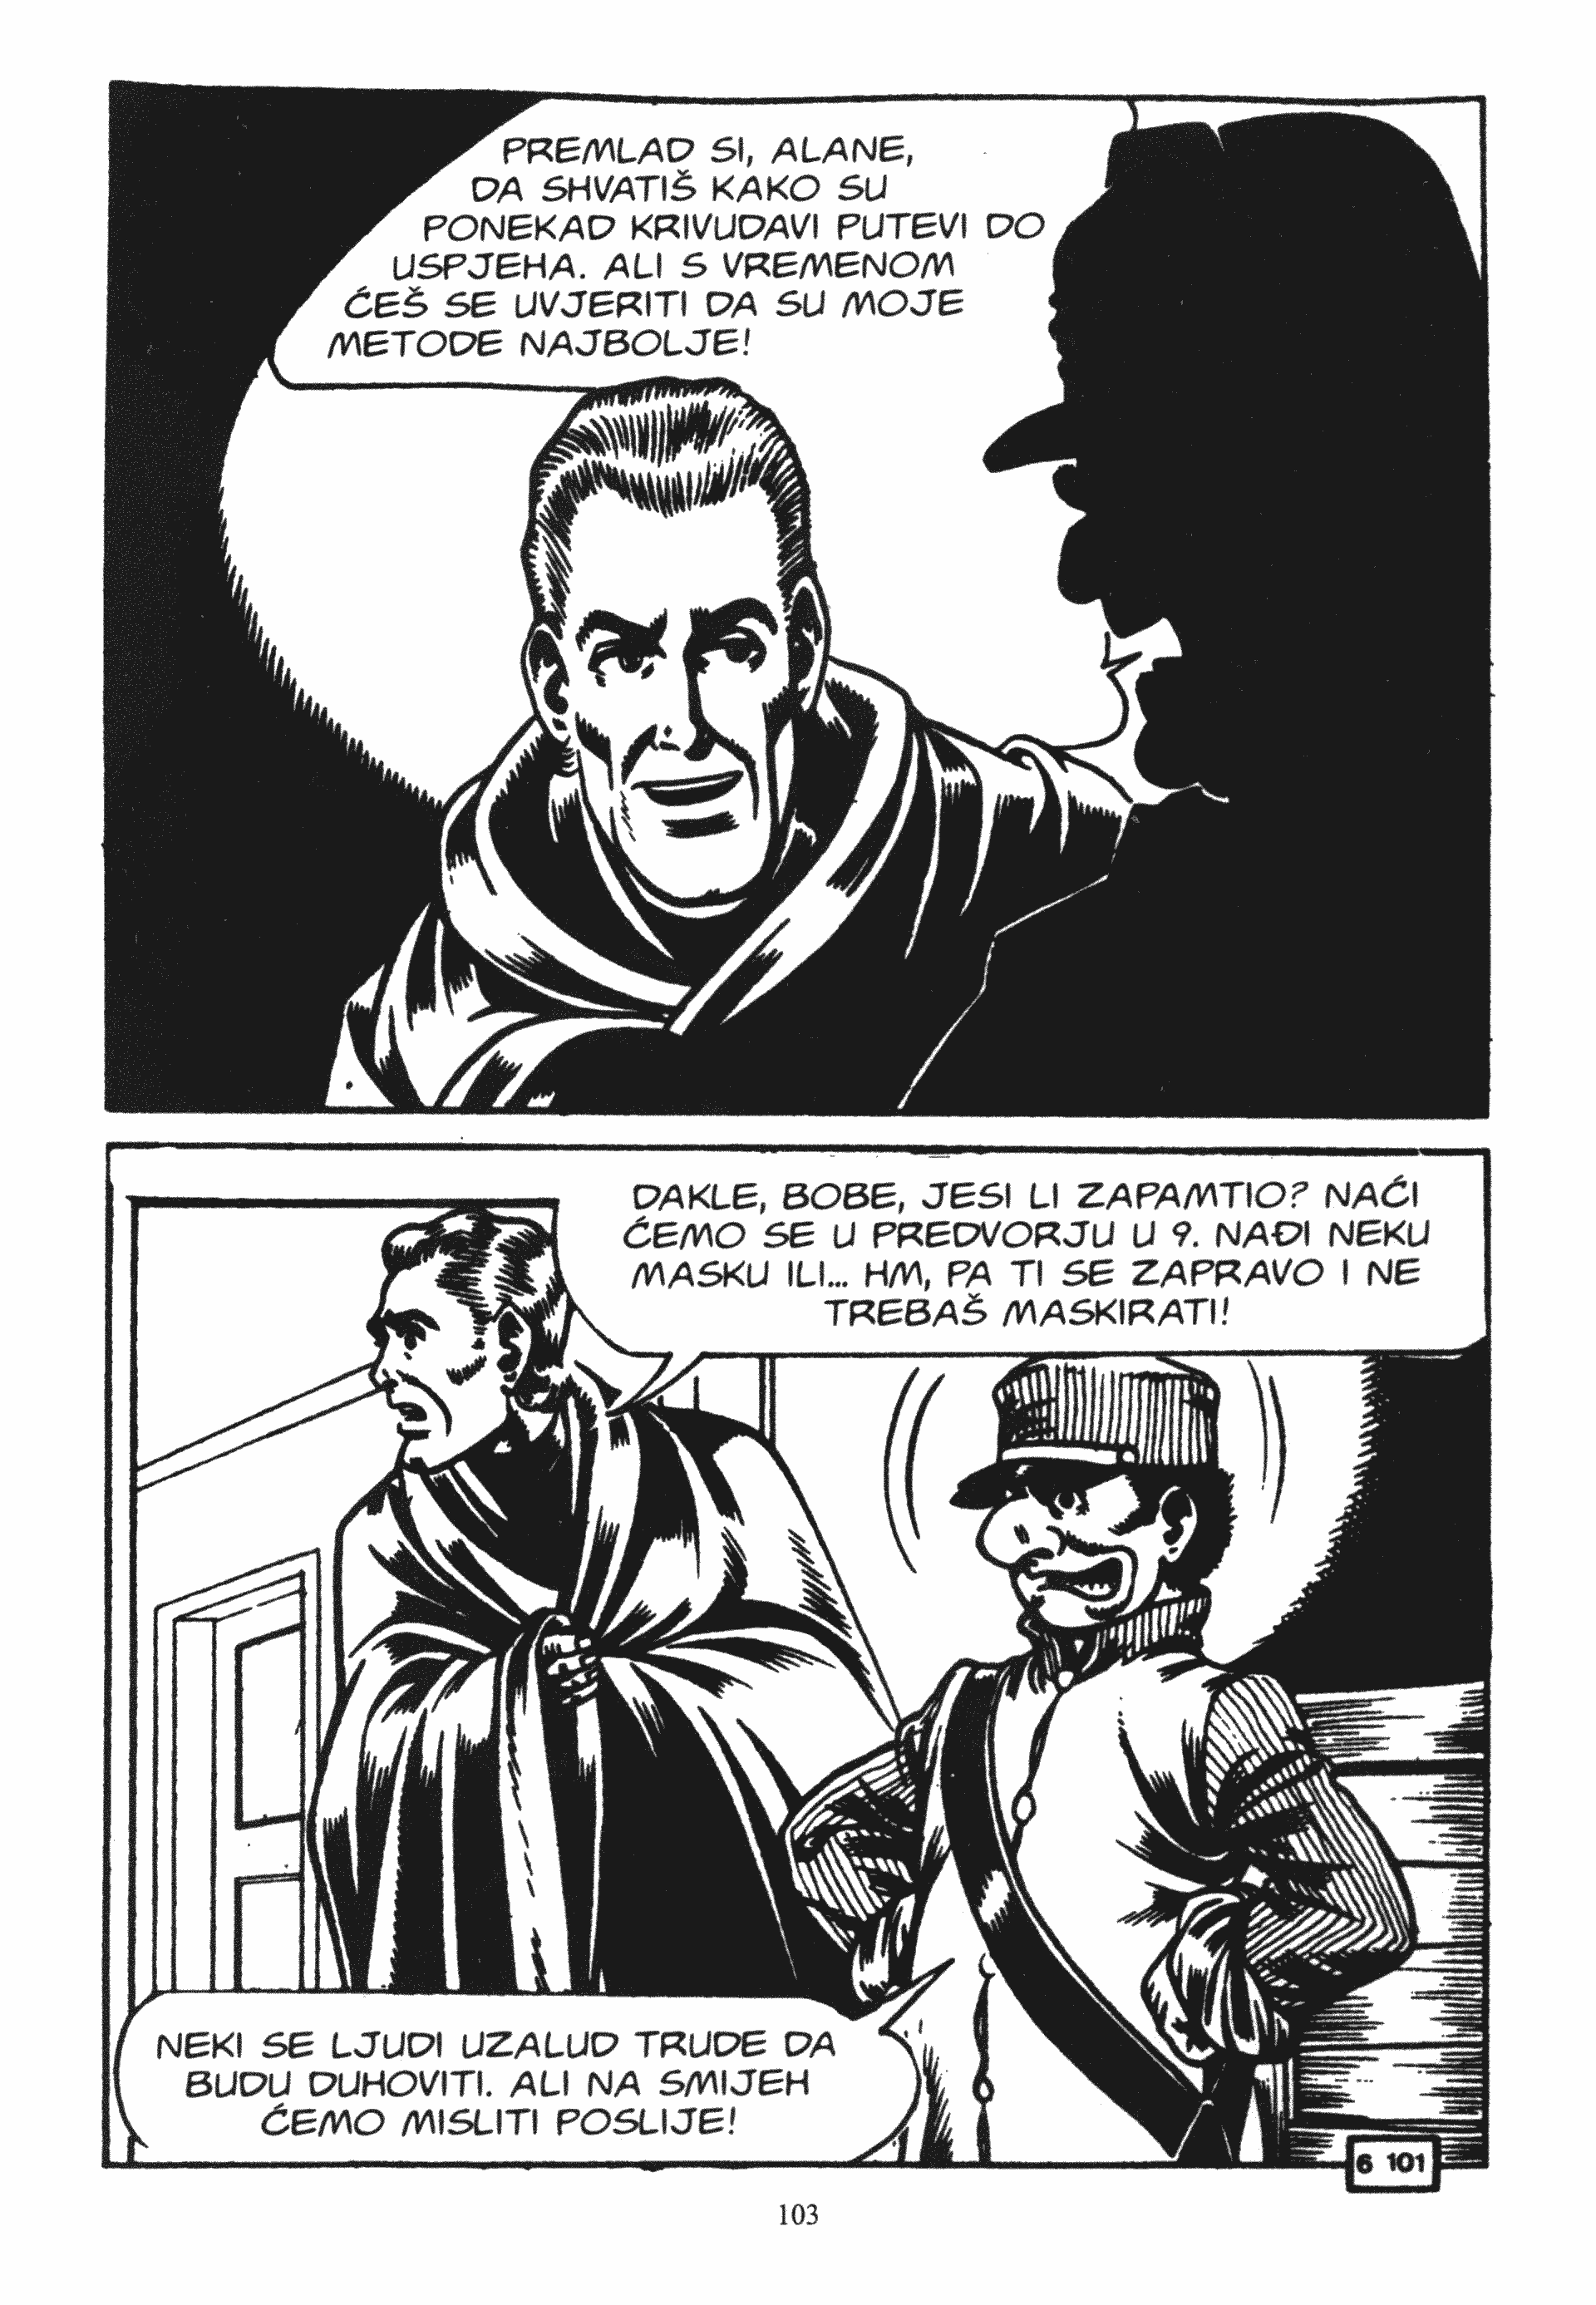 PREMLAD SI, ALANE,
DA SHVATIŠ KAKO SU
PONEKAD KRIVUDAVI PUTEVI DO
USPJEHA. ALI S VREMENOM
ĆEŠ SE UVJERITI DA SU MOJE
METODE NAJBOLJE!
DAKLE, BOBE, JESI LI ZAPAMTIO? NAĆI
ĆEMO SE U PREDVORJU U 9. NAĐI NEKU
MASKU ILI... HM, PA TI SE ZAPRAVO I NE
TREBAŠ MASKIRATI!
NEKI SE LJUDI UZALUD TRUDE DA
BUDU DUHOVITI. ALI NA SMIJEH
ĆEMO MISLITI POSLIJE!
6 101
103